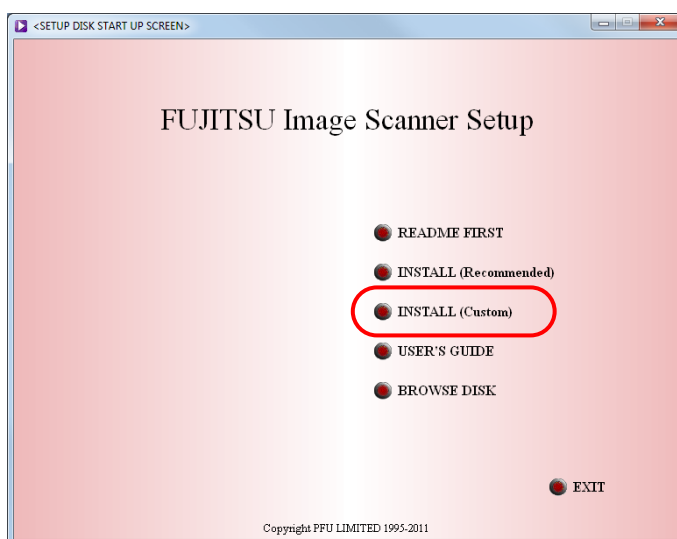 <SETUP DISK START UP SCREEN>
FUJITSU Image Scanner Setup
README FIRST
INSTALL (Recommended)
INSTALL (Custom)
USER'S GUIDE
BROWSE DISK
EXIT
Copyright PFU LIMITED 1995-2011